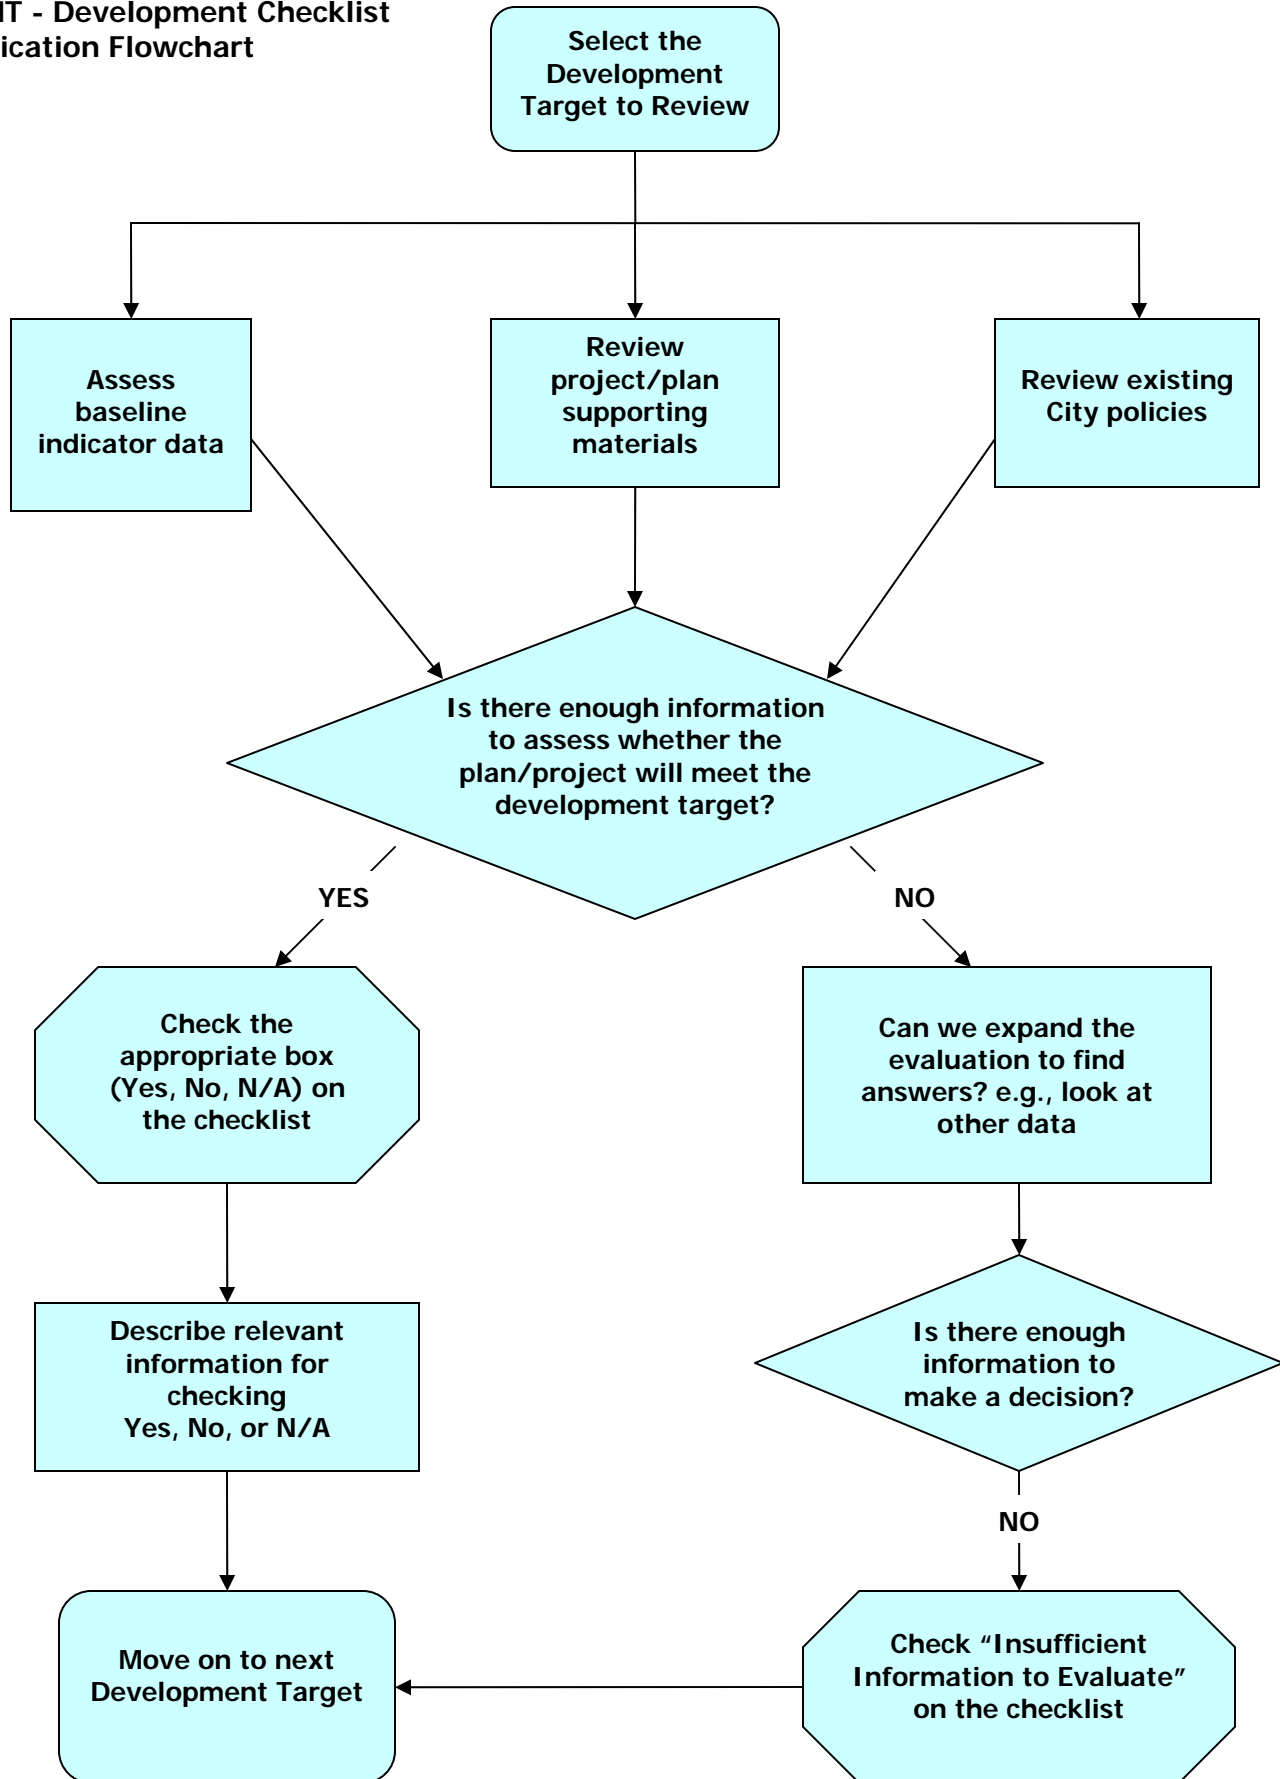 - Development Checklist
Flowchart
Select the
Development
Target to Review
Assess
baseline
indicator data
Review
project/plan
supporting
materials
Review existing
City policies
Is there enough information
to assess whether the
plan/project will meet the
development target?
YES
NO
Check the
appropriate box
(Yes, No, N/A) on
the checklist
Can we expand the
evaluation to find
answers? e.g., look at
other data
Describe relevant
information for
checking
Yes, No, or N/A
Is there enough
information to
make a decision?
NO
Move on to next
Development Target
Check “Insufficient
Information to Evaluate”
on the checklist